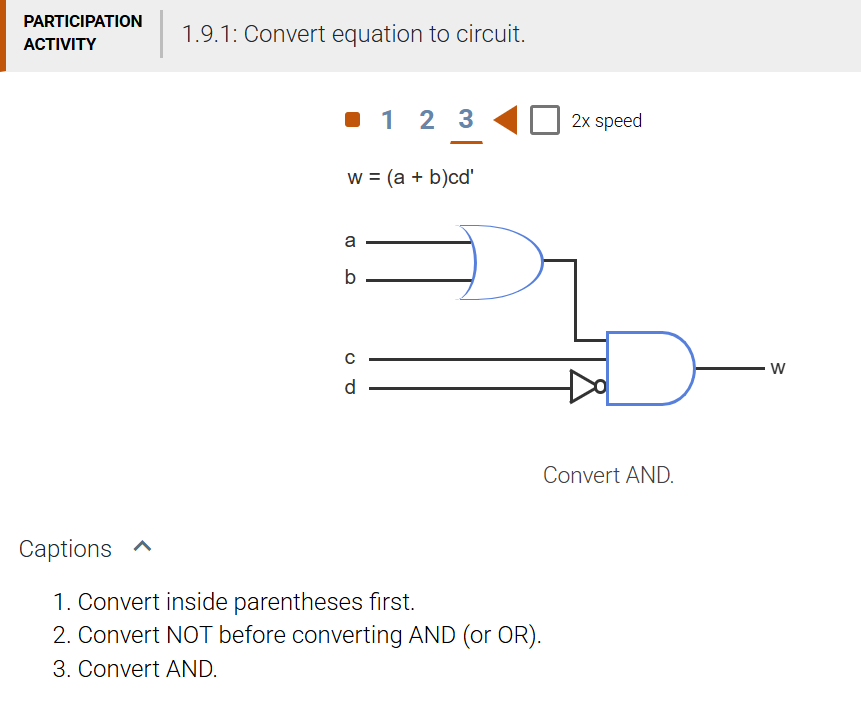 PARTICIPATION
ACTIVITY
1.9.1: Convert equation to circuit.
1 2 3 2x speed
w = (a + b)cd'
a
b
c
d
w
Convert AND.
Captions
1. Convert inside parentheses first.
2. Convert NOT before converting AND (or OR).
3. Convert AND.